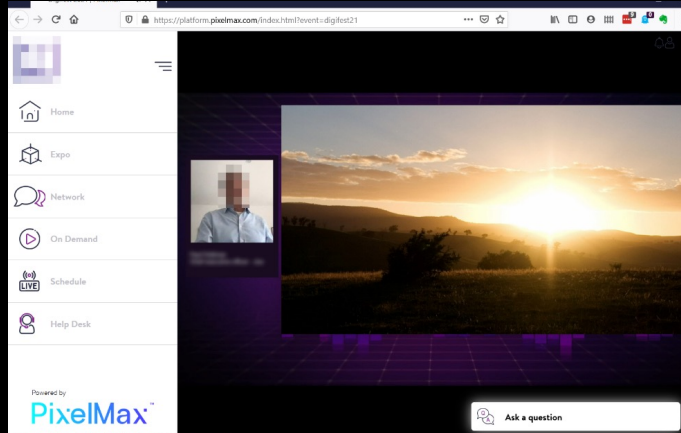 https://platform.pixelmax.com/index.html?event=digifest21
Home
Expo
Network
On Demand
LIVE
Schedule
Help Desk
Powered by
PixelMax™
Ask a question